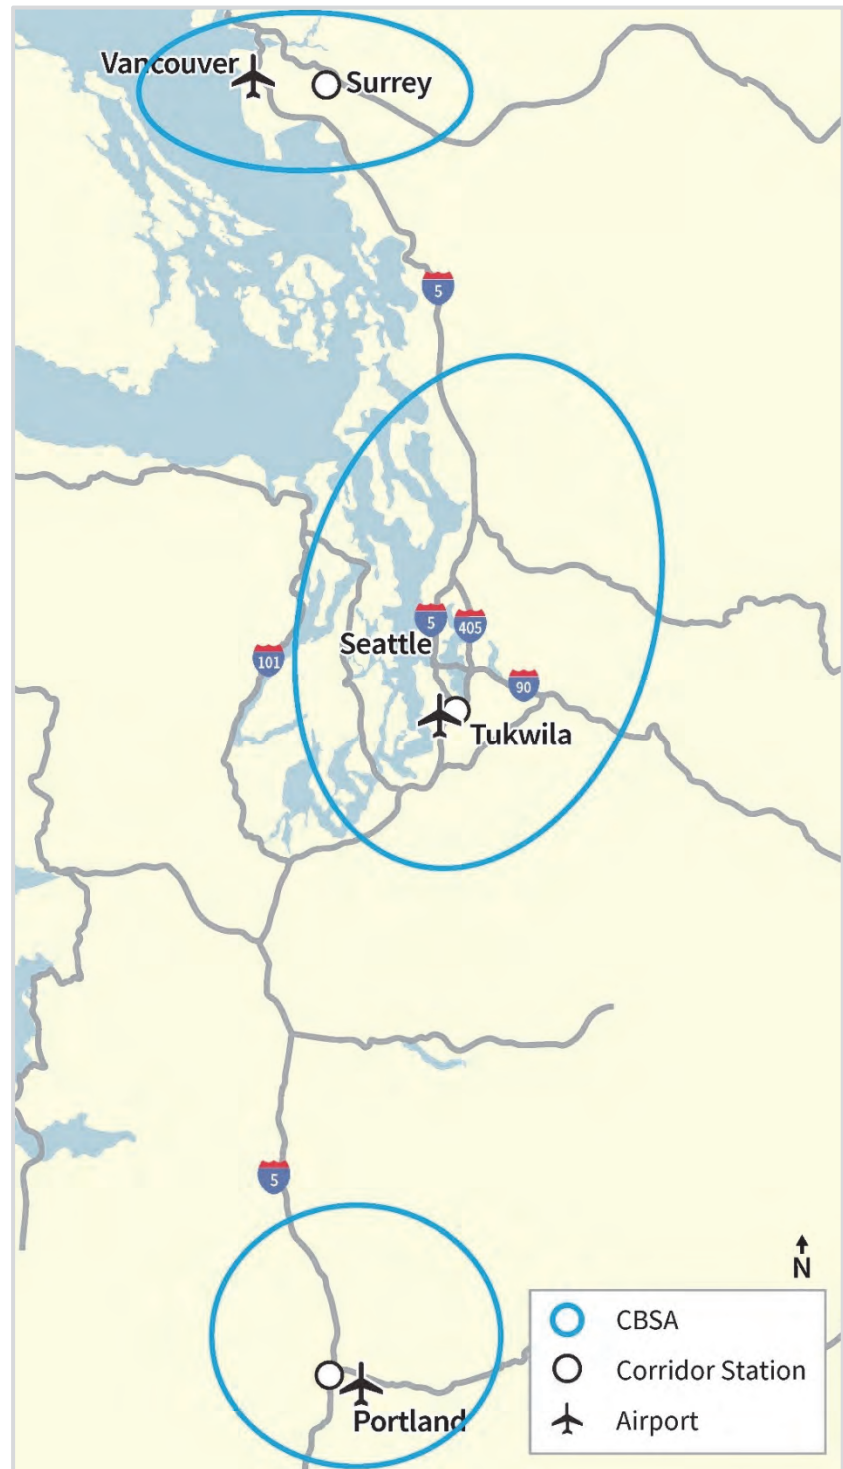 Vancouver
Surrey
5
5
405
Seattle
101
90
Tukwila
5
N
CBSA
Corridor Station
Airport
Portland